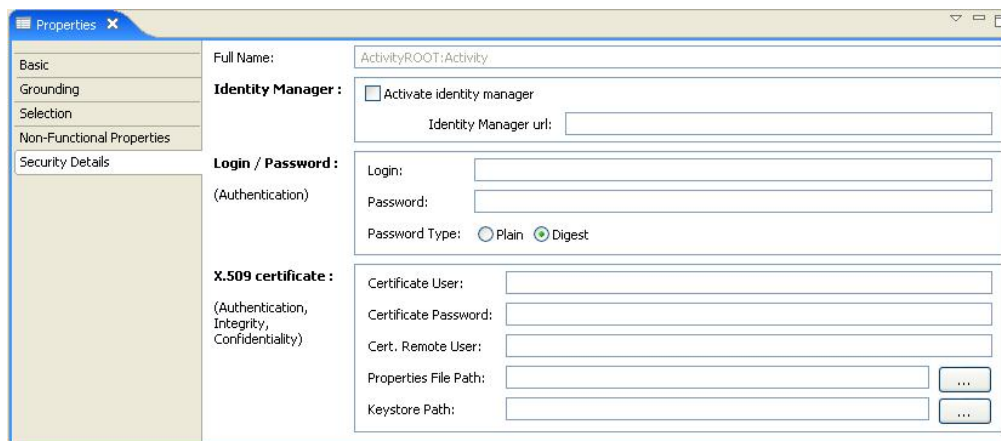 Properties
Basic
Grounding
Selection
Non-Functional Properties
Security Details
Full Name: ActivityROOT:Activity
Identity Manager :
Activate identity manager
Identity Manager url:
Login / Password :
(Authentication)
Login:
Password:
Password Type: Plain Digest
X.509 certificate :
(Authentication,
Integrity,
Confidentiality)
Certificate User:
Certificate Password:
Cert. Remote User:
Properties File Path: ...
Keystore Path: ...